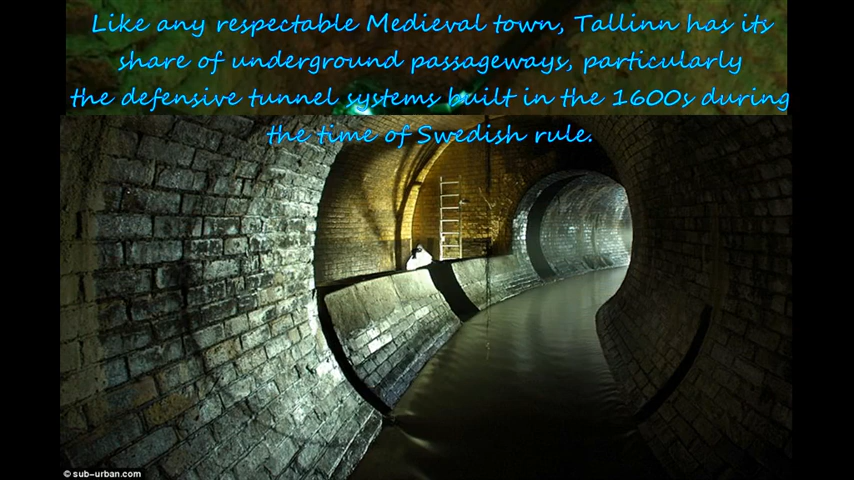 Like any respectable Medieval town, Tallinn has its
share of underground passageways, particularly
the defensive tunnel systems built in the 1600s during
the time of Swedish rule.
© sub-urban.com